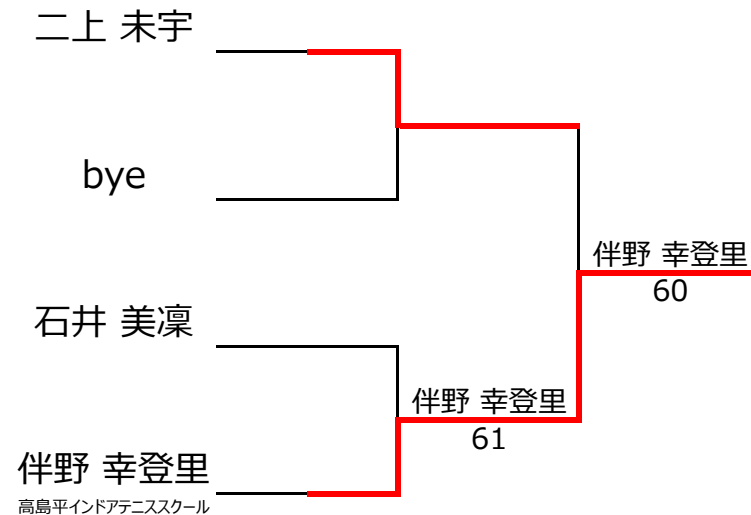 二上 未宇
bye
伴野 幸登里
60
石井 美凜
伴野 幸登里
61
伴野 幸登里
高島平インドアテニススクール